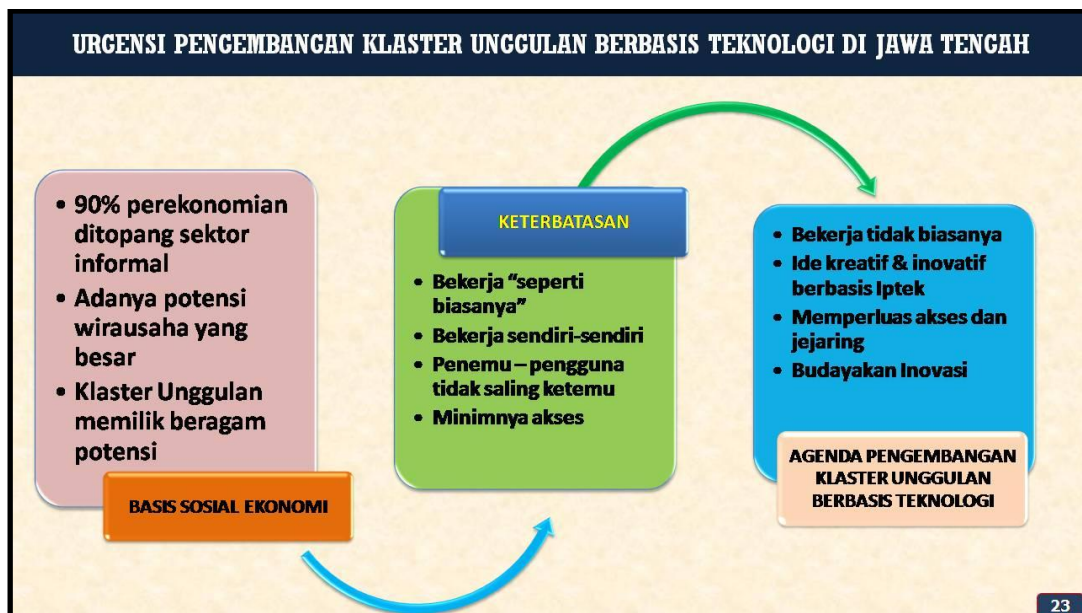 URGENSI PENGEMBANGAN KLASTER UNGGULAN BERBASIS TEKNOLOGI DI JAWA TENGAH
• 90% perekonomian
ditopang sektor
informal
• Adanya potensi
wirausaha yang
besar
• Klaster Unggulan
memilik beragam
potensi
BASIS SOSIAL EKONOMI
KETERBATASAN
• Bekerja “seperti
biasanya”
• Bekerja sendiri-sendiri
• Penemu – pengguna
tidak saling ketemu
• Minimnya akses
• Bekerja tidak biasanya
• Ide kreatif & inovatif
berbasis Iptek
• Memperluas akses dan
jejaring
• Budayakan Inovasi
AGENDA PENGEMBANGAN
KLASTER UNGGULAN
BERBASIS TEKNOLOGI
23